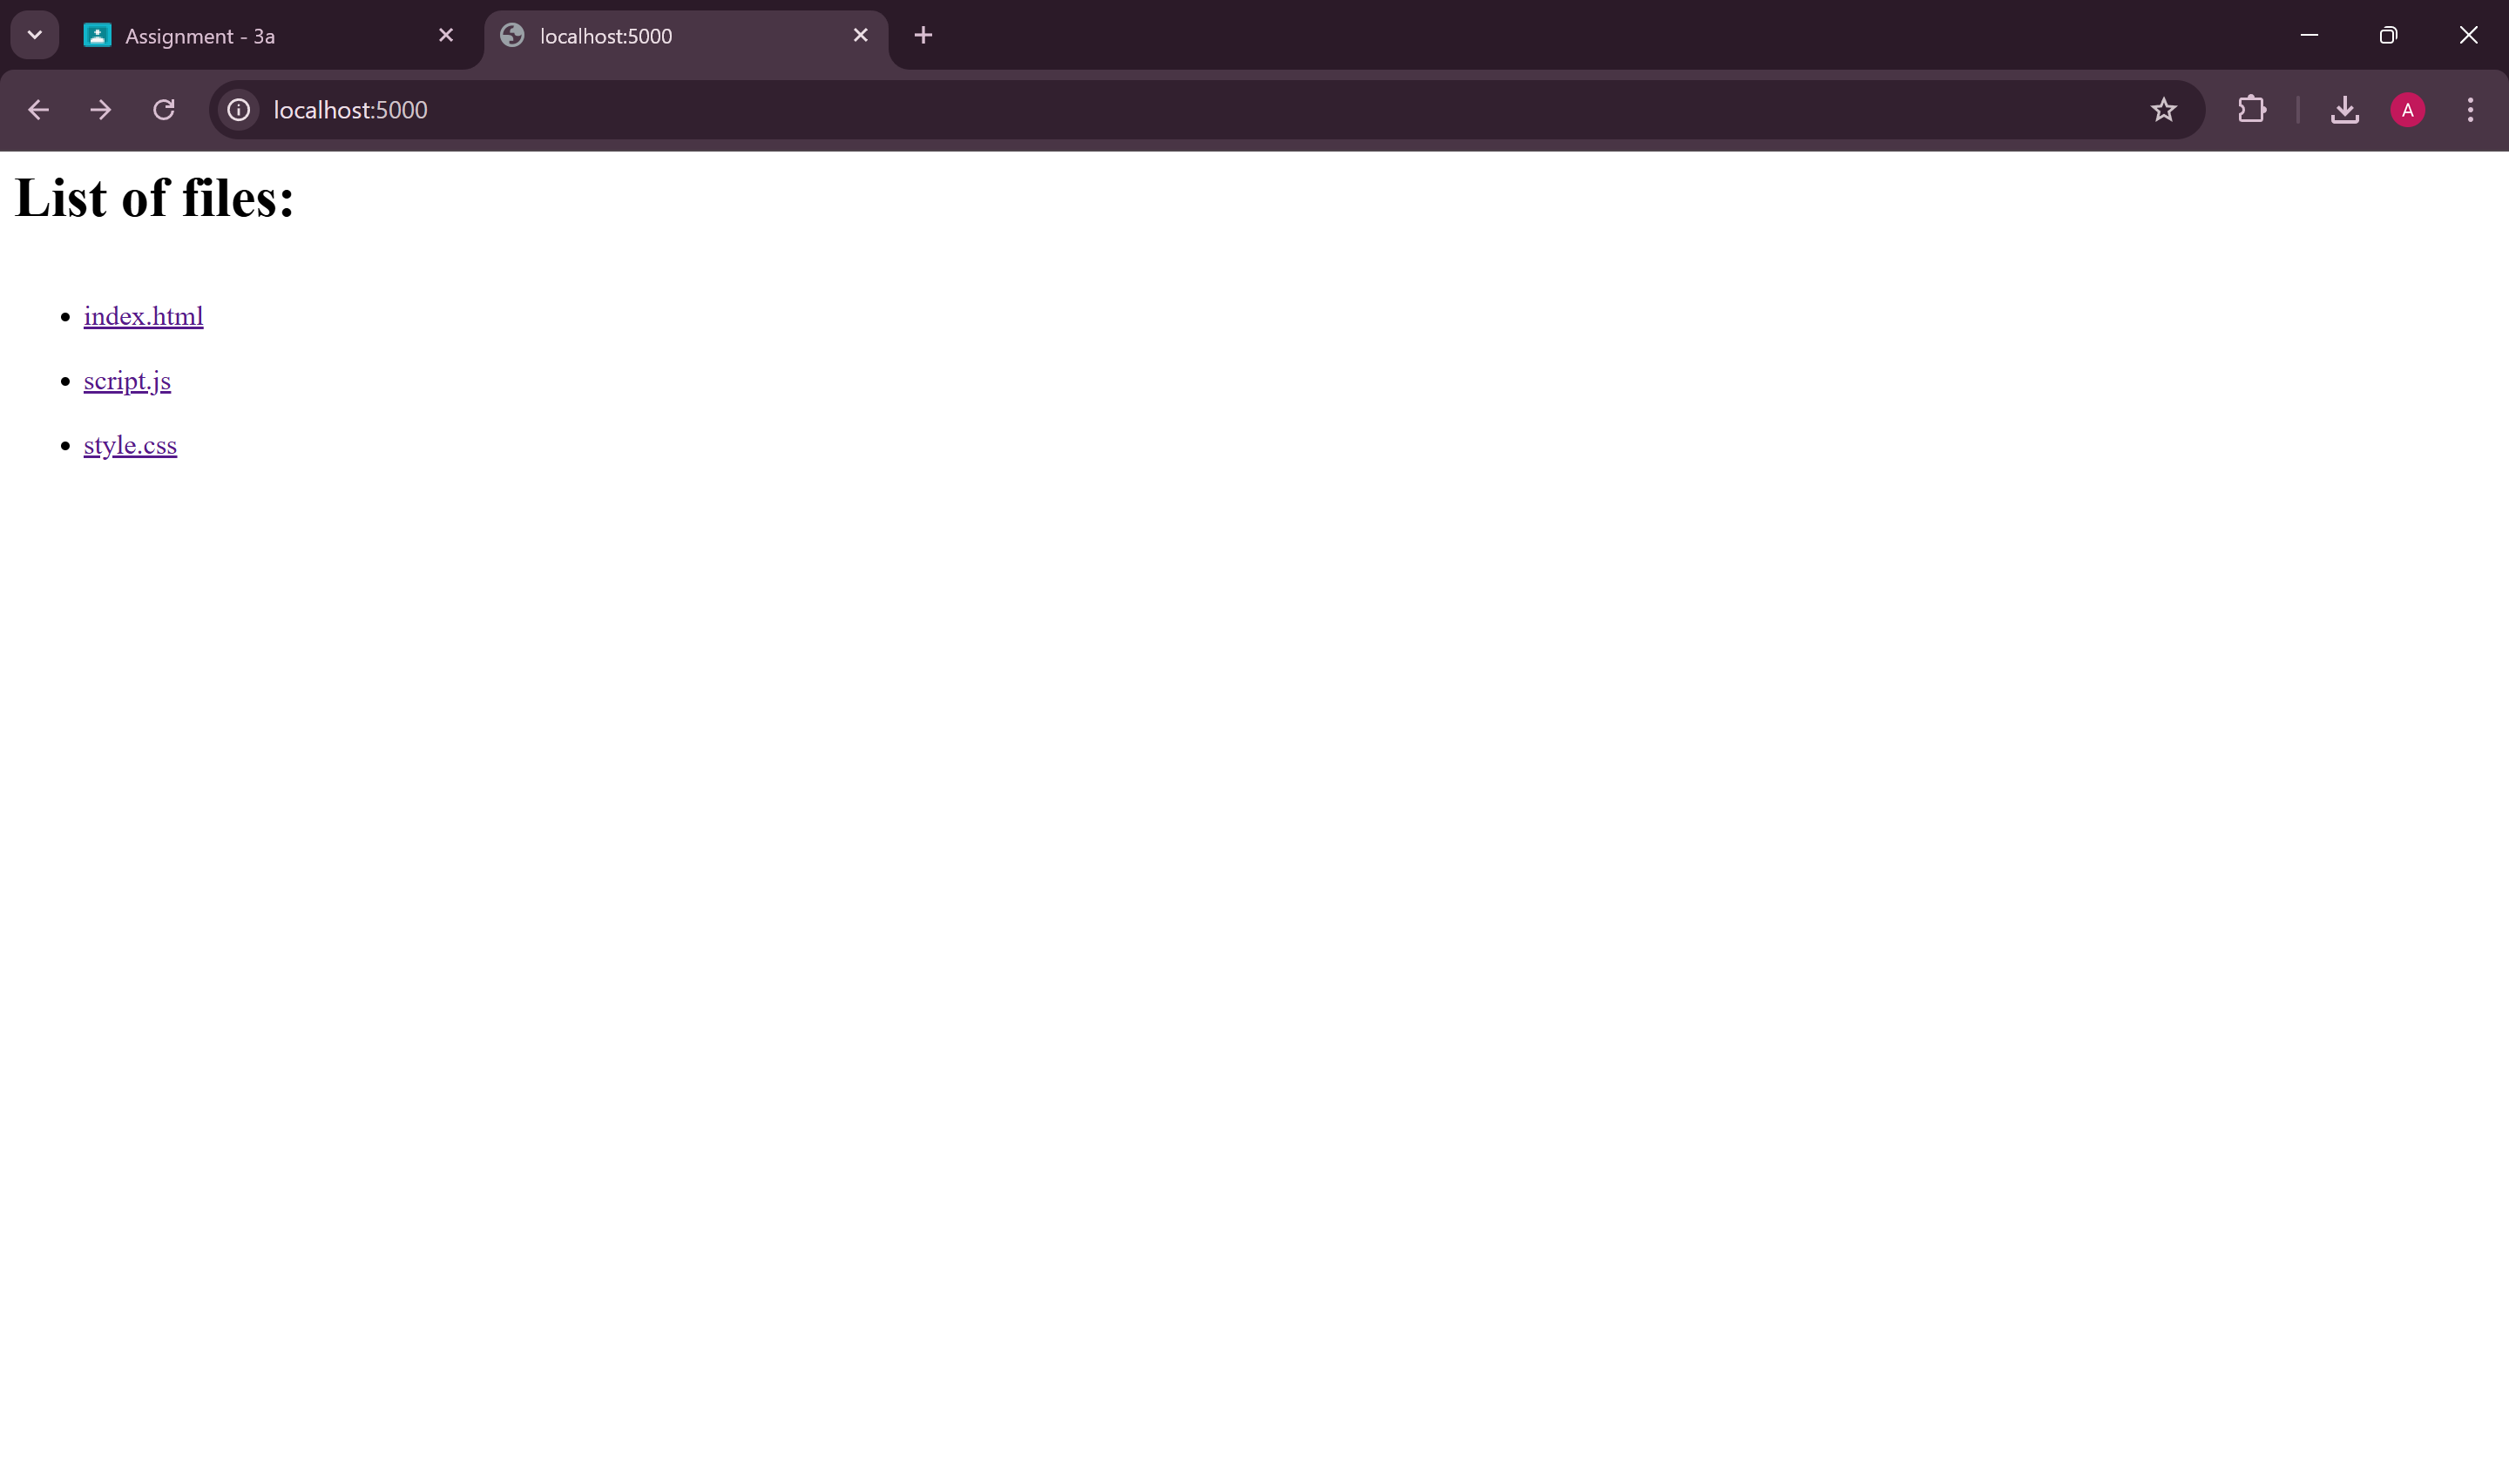 Assignment - 3a
localhost:5000
localhost:5000
A
List of files:
index.html
script.js
style.css